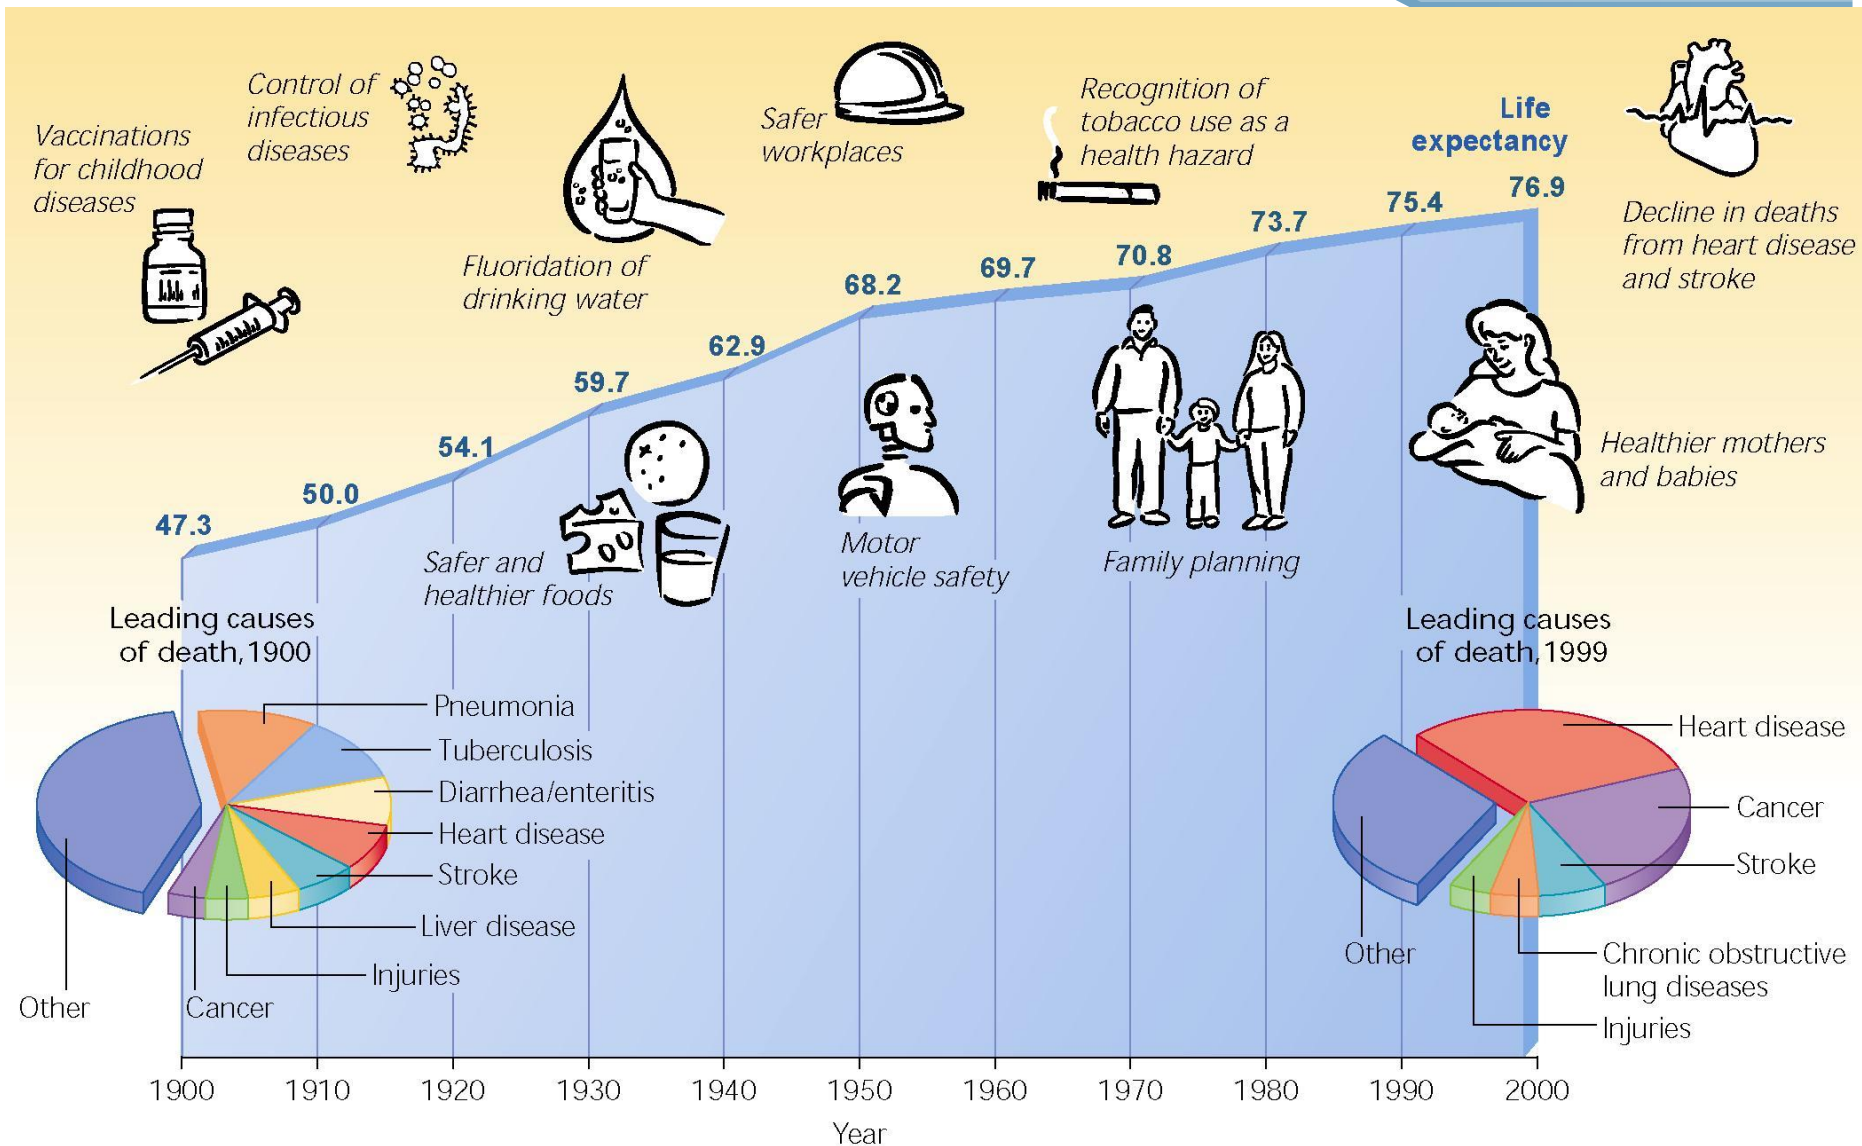 Vaccinations
for childhood
diseases
Control of
infectious
diseases
Fluoridation of
drinking water
Safer
workplaces
Recognition of
tobacco use as a
health hazard
Life
expectancy
Decline in deaths
from heart disease
and stroke
47.3
50.0
54.1
59.7
62.9
68.2
69.7
70.8
73.7
75.4
76.9
Safer and
healthier foods
Motor
vehicle safety
Family planning
Healthier mothers
and babies
Leading causes
of death, 1900
Pneumonia
Tuberculosis
Diarrhea/enteritis
Heart disease
Stroke
Liver disease
Injuries
Cancer
Other
Leading causes
of death, 1999
Heart disease
Cancer
Stroke
Chronic obstructive
lung diseases
Injuries
Other
1900 1910 1920 1930 1940 1950 1960 1970 1980 1990 2000
Year